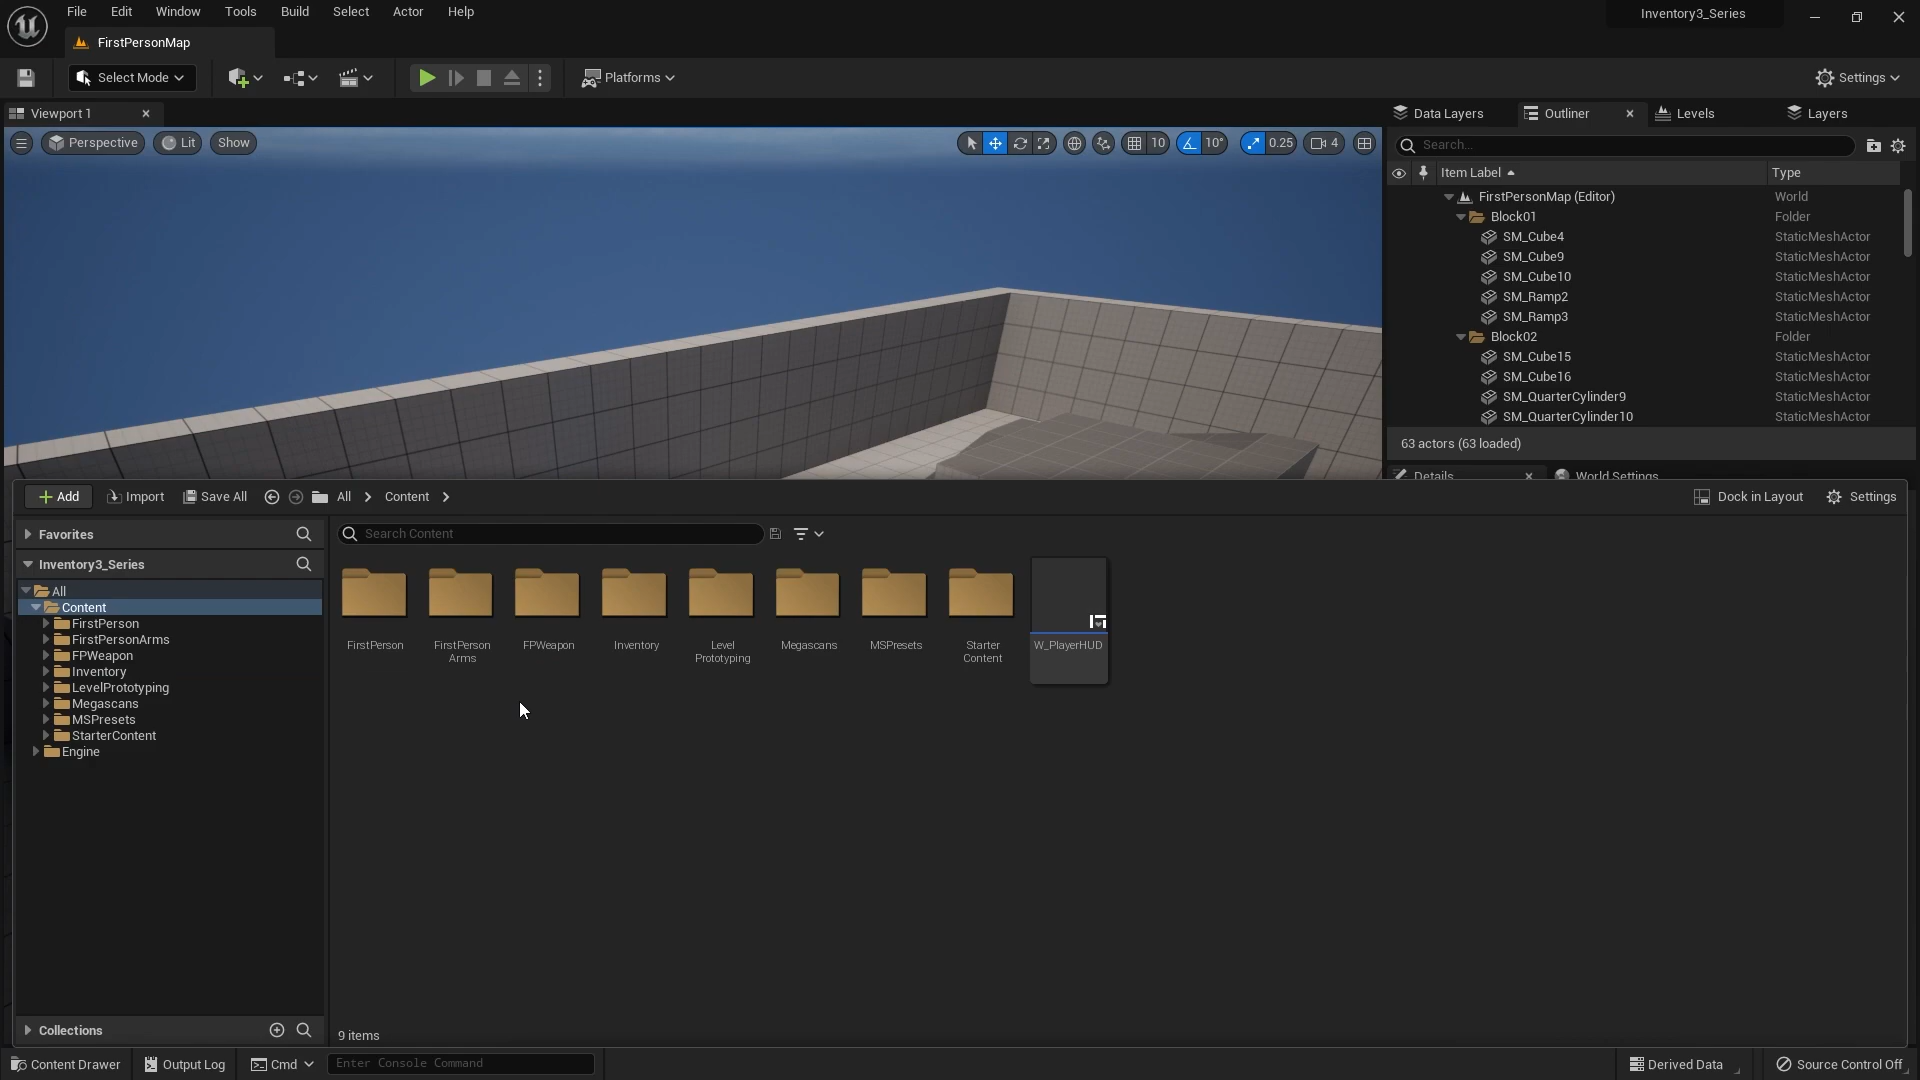 File Edit Window Tools Build Select Actor Help
Inventory3_Series
FirstPersonMap
Select Mode
Platforms
Settings
Viewport 1
Data Layers
Outliner
Levels
Layers
Perspective
Lit
Show
10
10°
0.25
4
Search...
Item Label
Type
FirstPersonMap (Editor) World
Block01 Folder
SM_Cube4 StaticMeshActor
SM_Cube9 StaticMeshActor
SM_Cube10 StaticMeshActor
SM_Ramp2 StaticMeshActor
SM_Ramp3 StaticMeshActor
Block02 Folder
SM_Cube15 StaticMeshActor
SM_Cube16 StaticMeshActor
SM_QuarterCylinder9 StaticMeshActor
SM_QuarterCylinder10 StaticMeshActor
63 actors (63 loaded)
Details
World Settings
Add
Import
Save All
All
Content
Dock in Layout
Settings
Favorites
Search Content
Inventory3_Series
All
Content
FirstPerson
FirstPersonArms
FPWeapon
Inventory
LevelPrototyping
Megascans
MSPresets
StarterContent
Engine
FirstPerson
FirstPerson
Arms
FPWeapon
Inventory
Level
Prototyping
Megascans
MSPresets
Starter
Content
W_PlayerHUD
Collections
9 items
Content Drawer
Output Log
Cmd
Enter Console Command
Derived Data
Source Control Off